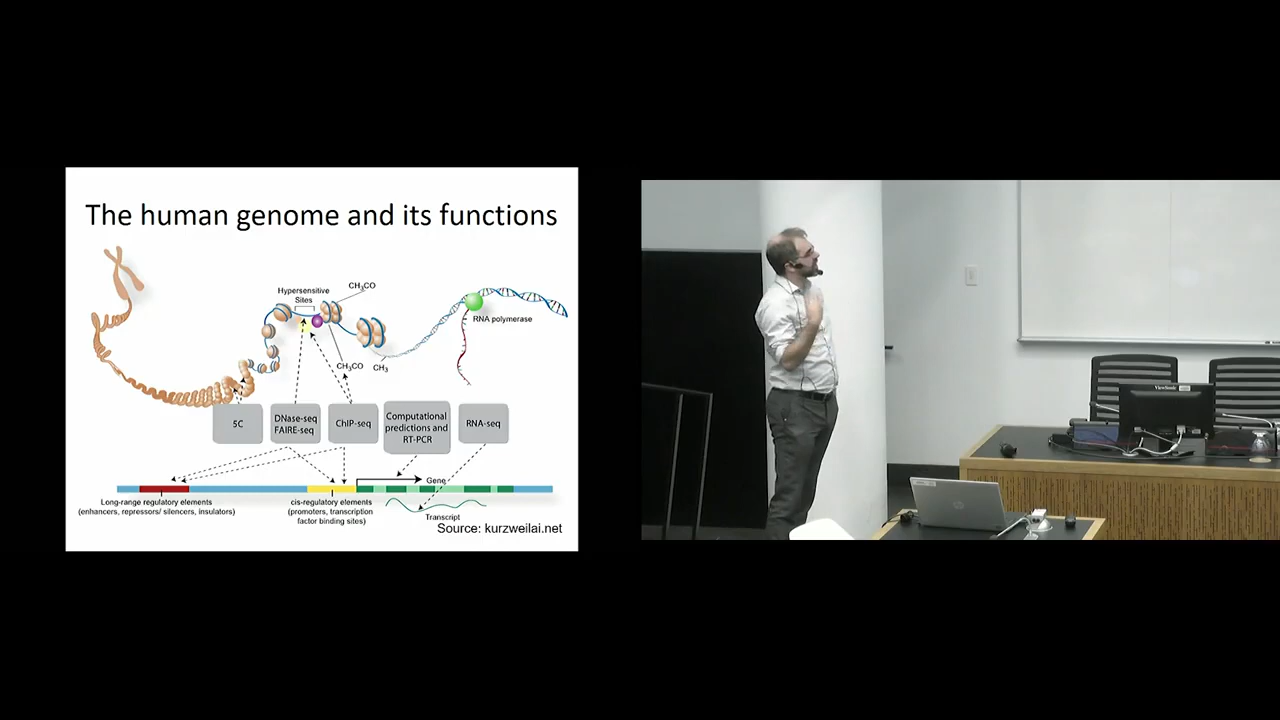 The human genome and its functions
Hypersensitive
Sites
CH3CO
RNA polymerase
CH3CO
CH3
5C
DNase-seq
FAIRE-seq
ChIP-seq
Computational
predictions and
RT-PCR
RNA-seq
Gene
Long-range regulatory elements
(enhancers, repressors/ silencers, insulators)
cis-regulatory elements
(promoters, transcription
factor binding sites)
Transcript
Source: kurzweilai.net
ViewSonic